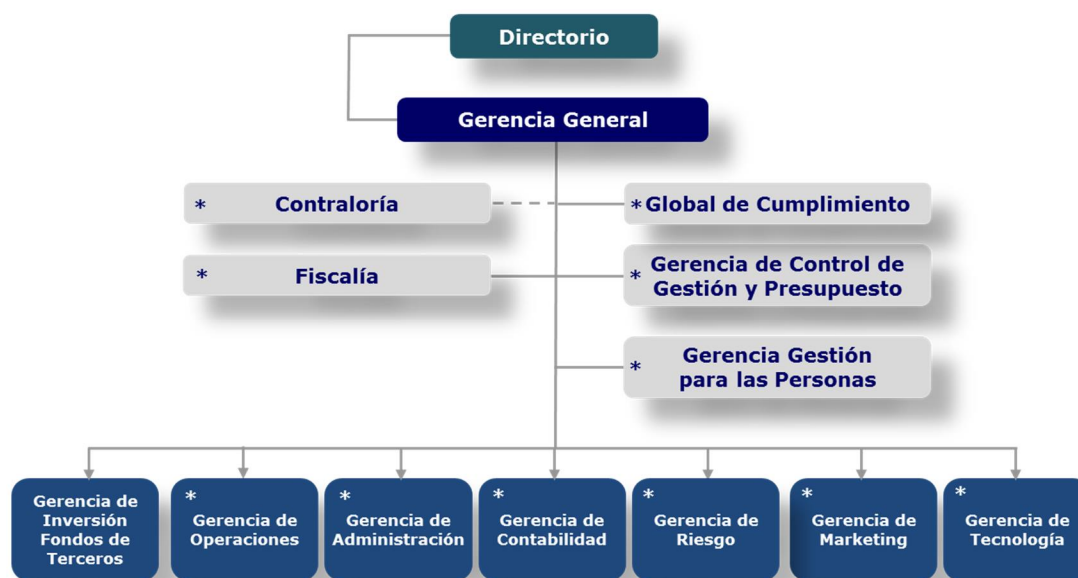 Directorio
Gerencia General
* Contraloría
* Global de Cumplimiento
* Fiscalía
* Gerencia de Control de
Gestión y Presupuesto
* Gerencia Gestión
para las Personas
Gerencia de
Inversión
Fondos de
Terceros
*
Gerencia de
Operaciones
*
Gerencia de
Administración
*
Gerencia de
Contabilidad
*
Gerencia de
Riesgo
*
Gerencia de
Marketing
*
Gerencia de
Tecnología